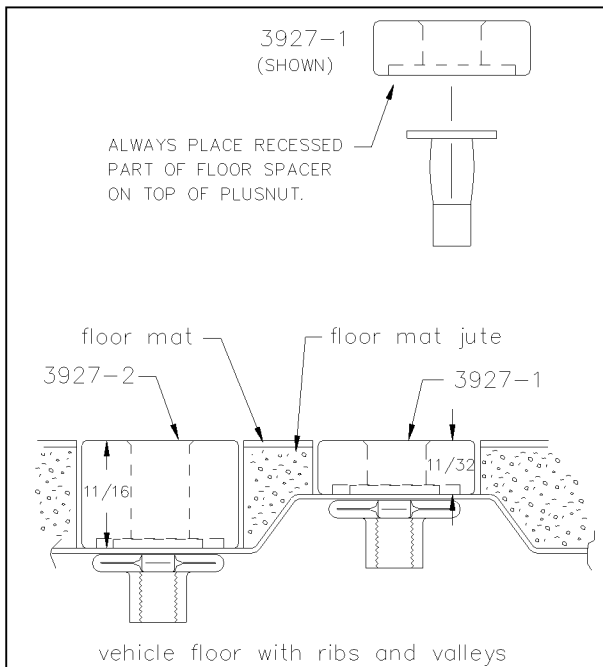 3927-1
(SHOWN)
ALWAYS PLACE RECESSED
PART OF FLOOR SPACER
ON TOP OF PLUSNUT.
floor mat
floor mat jute
3927-2
3927-1
11/16
11/32
vehicle floor with ribs and valleys